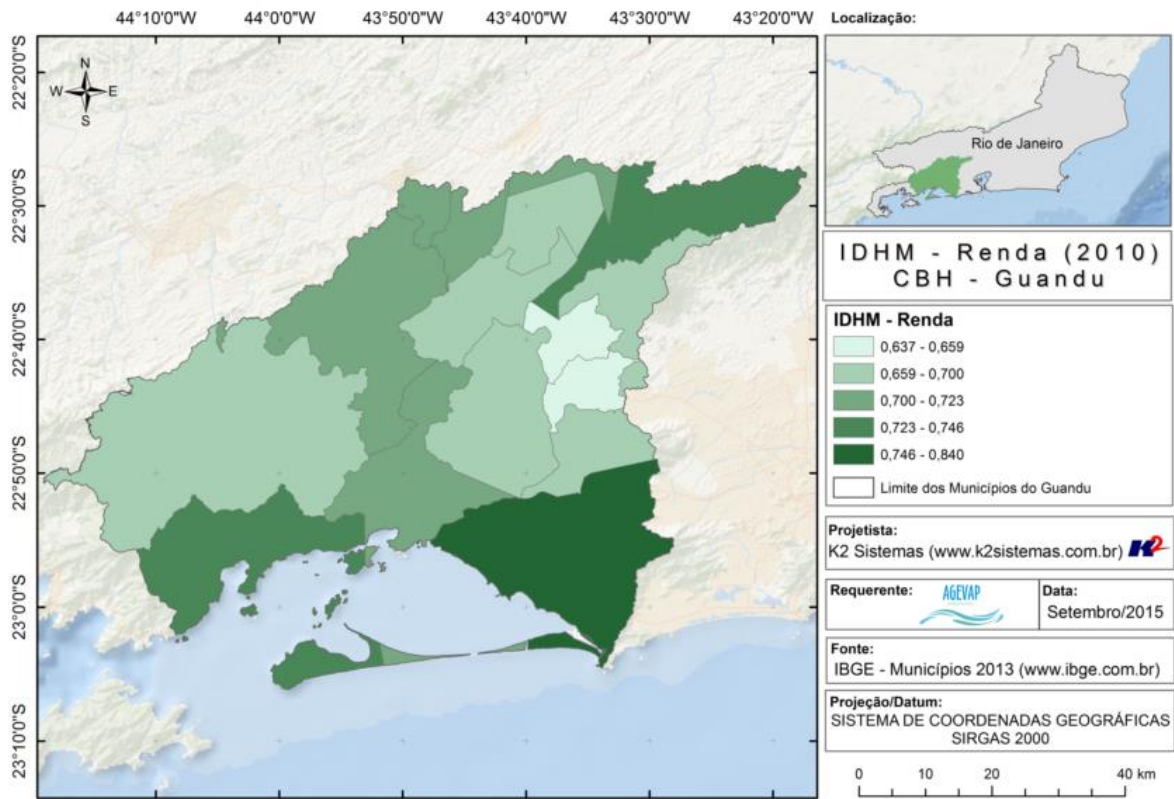 44°10'0"W 44°00'0"W 43°50'0"W 43°40'0"W 43°30'0"W 43°20'0"W
22°20'0"S
22°30'0"S
22°40'0"S
22°50'0"S
23°00'0"S
23°10'0"S
N
W E
S
Localização:
Rio de Janeiro
IDHM - Renda (2010)
CBH - Guandu
IDHM - Renda
0,637 - 0,659
0,659 - 0,700
0,700 - 0,723
0,723 - 0,746
0,746 - 0,840
Limite dos Municípios do Guandu
Projetista:
K2 Sistemas (www.k2sistemas.com.br) K2
Requerente: AGEVAP
Data:
Setembro/2015
Fonte:
IBGE - Municípios 2013 (www.ibge.com.br)
Projeção/Datum:
SISTEMA DE COORDENADAS GEOGRÁFICAS
SIRGAS 2000
0 10 20 40 km